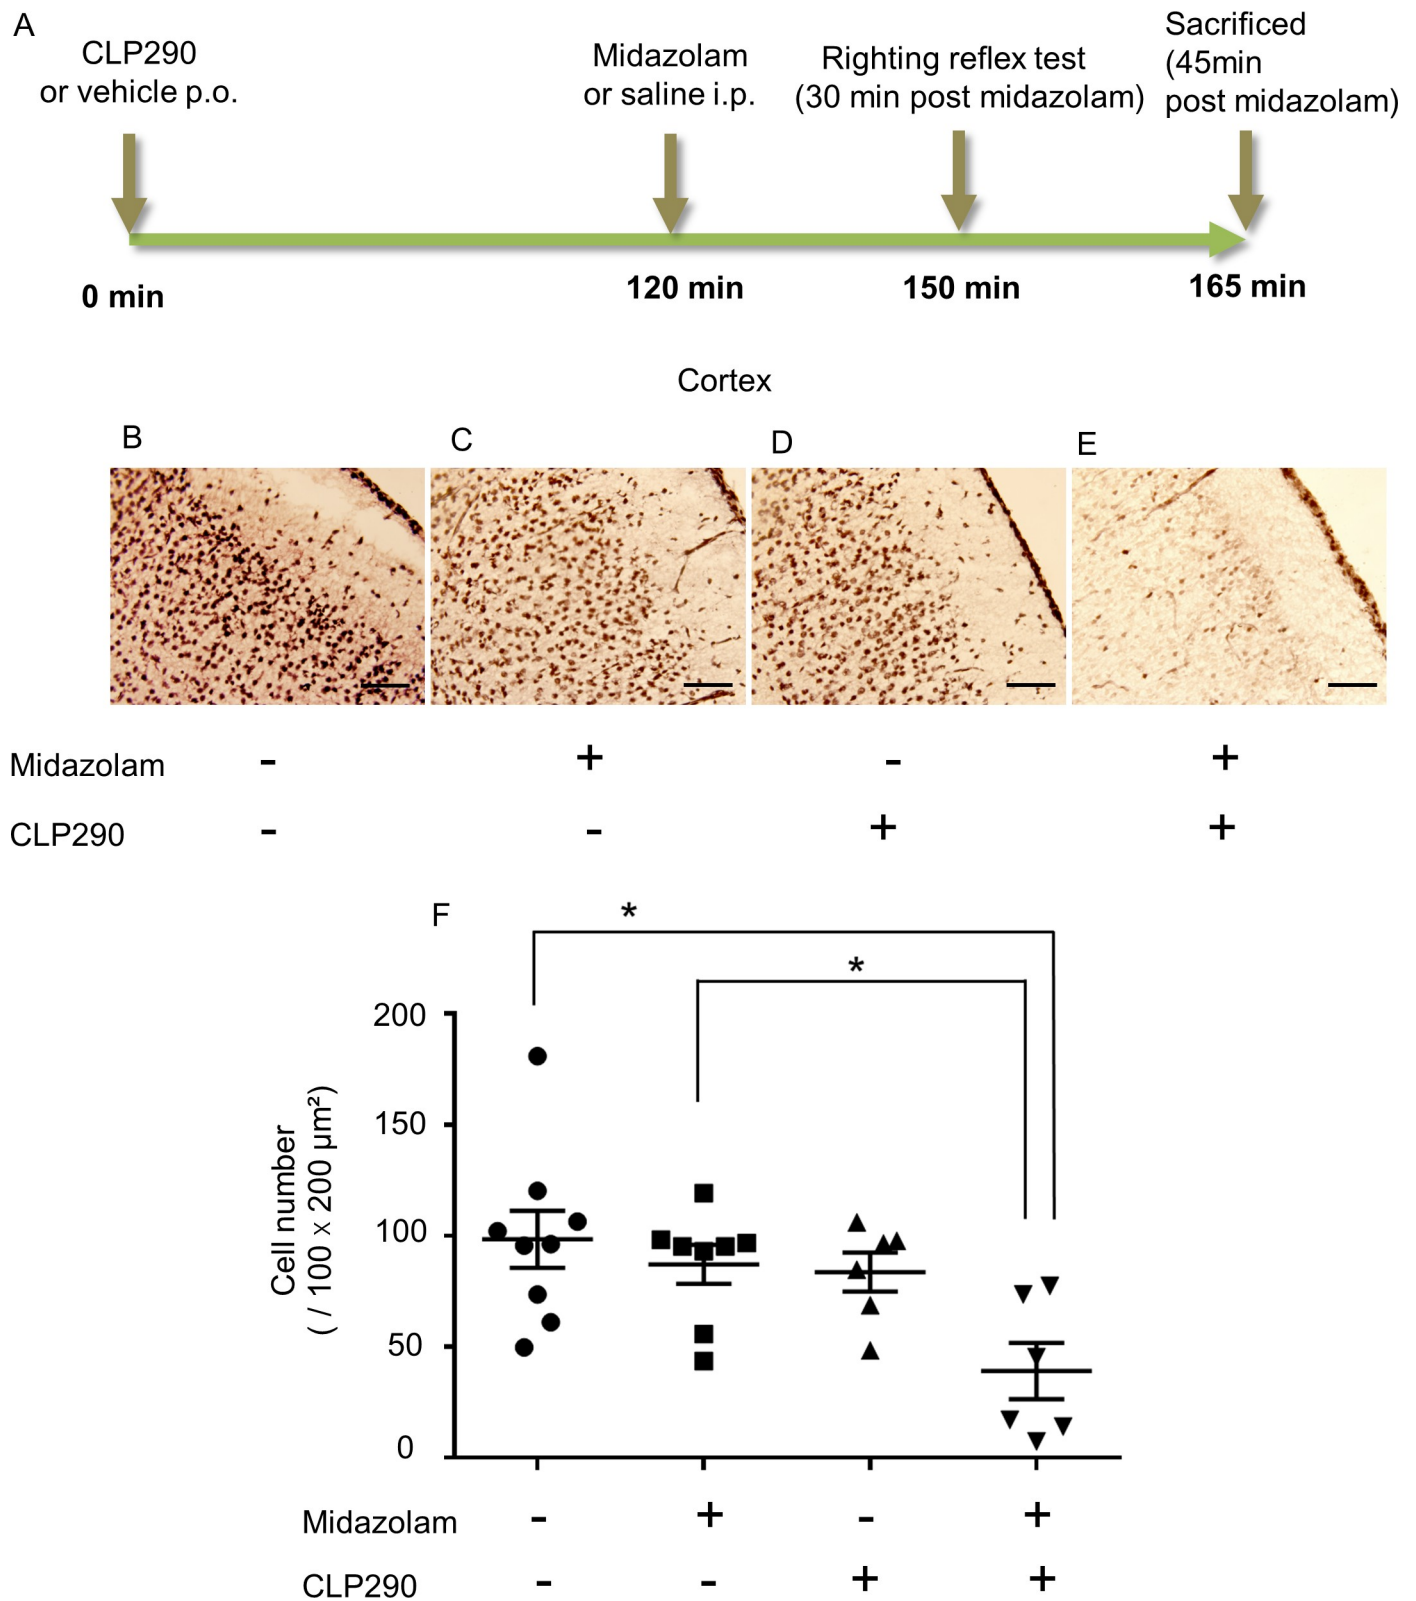 A
CLP290
or vehicle p.o.
Midazolam
or saline i.p.
Righting reflex test
(30 min post midazolam)
Sacrificed
(45min
post midazolam)
0 min
120 min
150 min
165 min
Cortex
B
C
D
E
Midazolam - + - +
CLP290 - - + +
F
*
*
200
150
100
50
0
Cell number
( / 100 x 200 µm²)
Midazolam - + - +
CLP290 - - + +